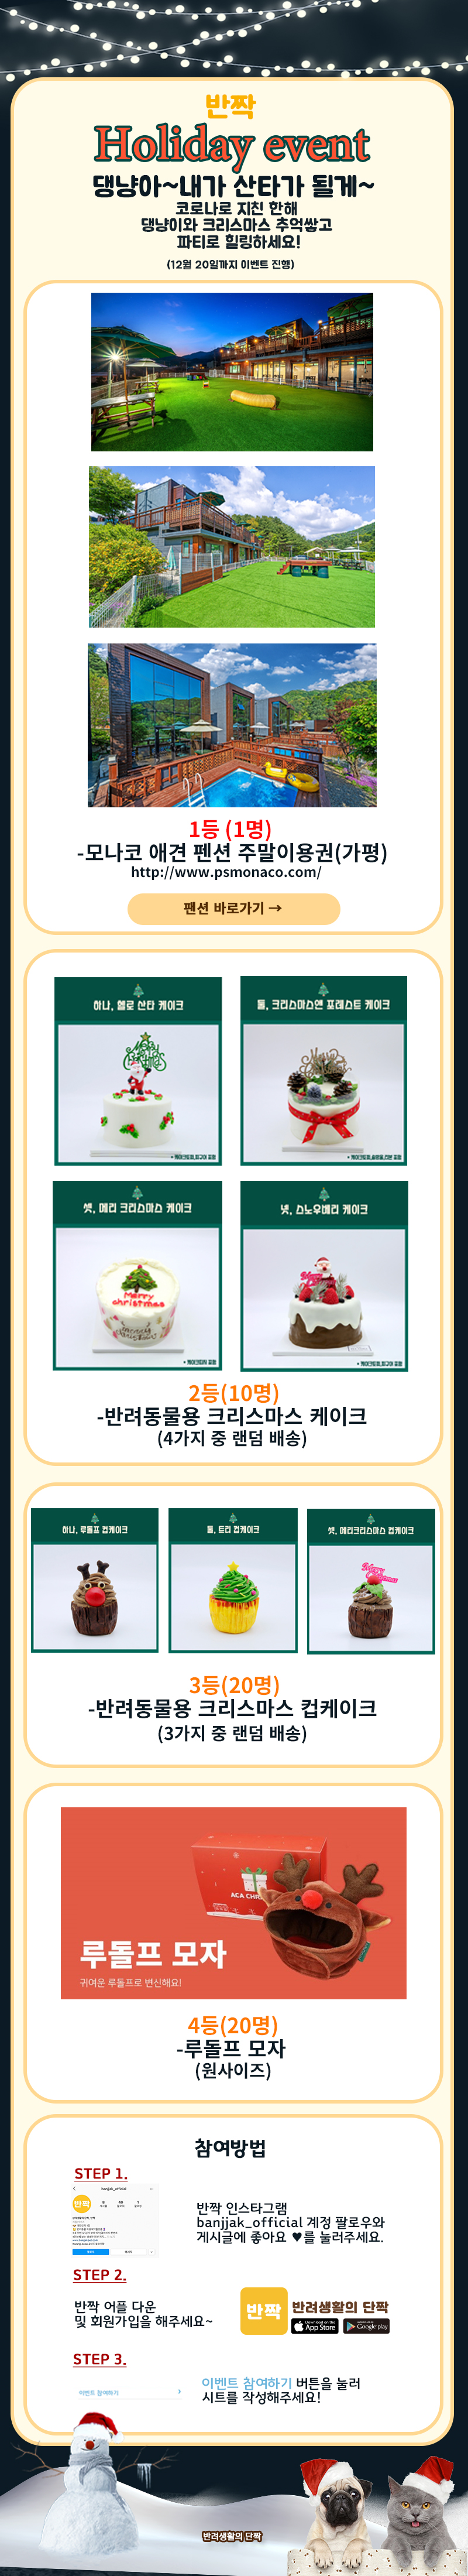 반짝
Holiday event
댕냥아~내가 산타가 될게~
코로나로 지친 한해
댕냥이와 크리스마스 추억쌓고
파티로 힐링하세요!
(12월 20일까지 이벤트 진행)
1등 (1명)
-모나코 애견 펜션 주말이용권(가평)
http://www.psmonaco.com/
팬션 바로가기 →
하나, 헬로 산타 케이크
둘, 크리스마스엔 포레스트 케이크
셋, 메리 크리스마스 케이크
Merry
christmas
넷, 스노우베리 케이크
2등(10명)
-반려동물용 크리스마스 케이크
(4가지 중 랜덤 배송)
하나, 루돌프 컵케이크
둘, 트리 컵케이크
셋, 메리크리스마스 컵케이크
3등(20명)
-반려동물용 크리스마스 컵케이크
(3가지 중 랜덤 배송)
루돌프 모자
귀여운 루돌프로 변신해요!
4등(20명)
-루돌프 모자
(원사이즈)
참여방법
STEP 1.
banjjak_official
반짝
반짝 인스타그램
banjjak_official 계정 팔로우와
게시글에 좋아요 ♥를 눌러주세요.
STEP 2.
반짝 어플 다운
및 회원가입을 해주세요~
반짝
반려생활의 단짝
Download on the
App Store
Google play
STEP 3.
이벤트 참여하기
이벤트 참여하기 버튼을 눌러
시트를 작성해주세요!
반려생활의 단짝